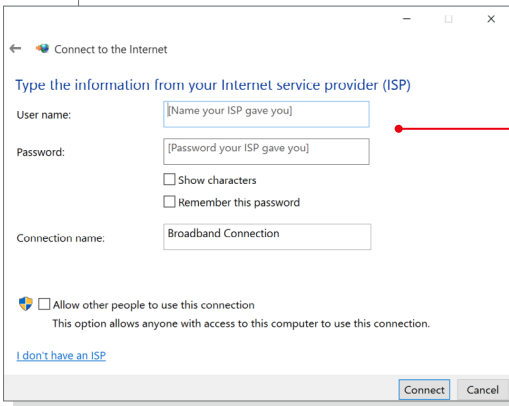 Connect to the Internet
Type the information from your Internet service provider (ISP)
User name:
[Name your ISP gave you]
Password:
[Password your ISP gave you]
Show characters
Remember this password
Connection name:
Broadband Connection
Allow other people to use this connection
This option allows anyone with access to this computer to use this connection.
I don't have an ISP
Connect Cancel